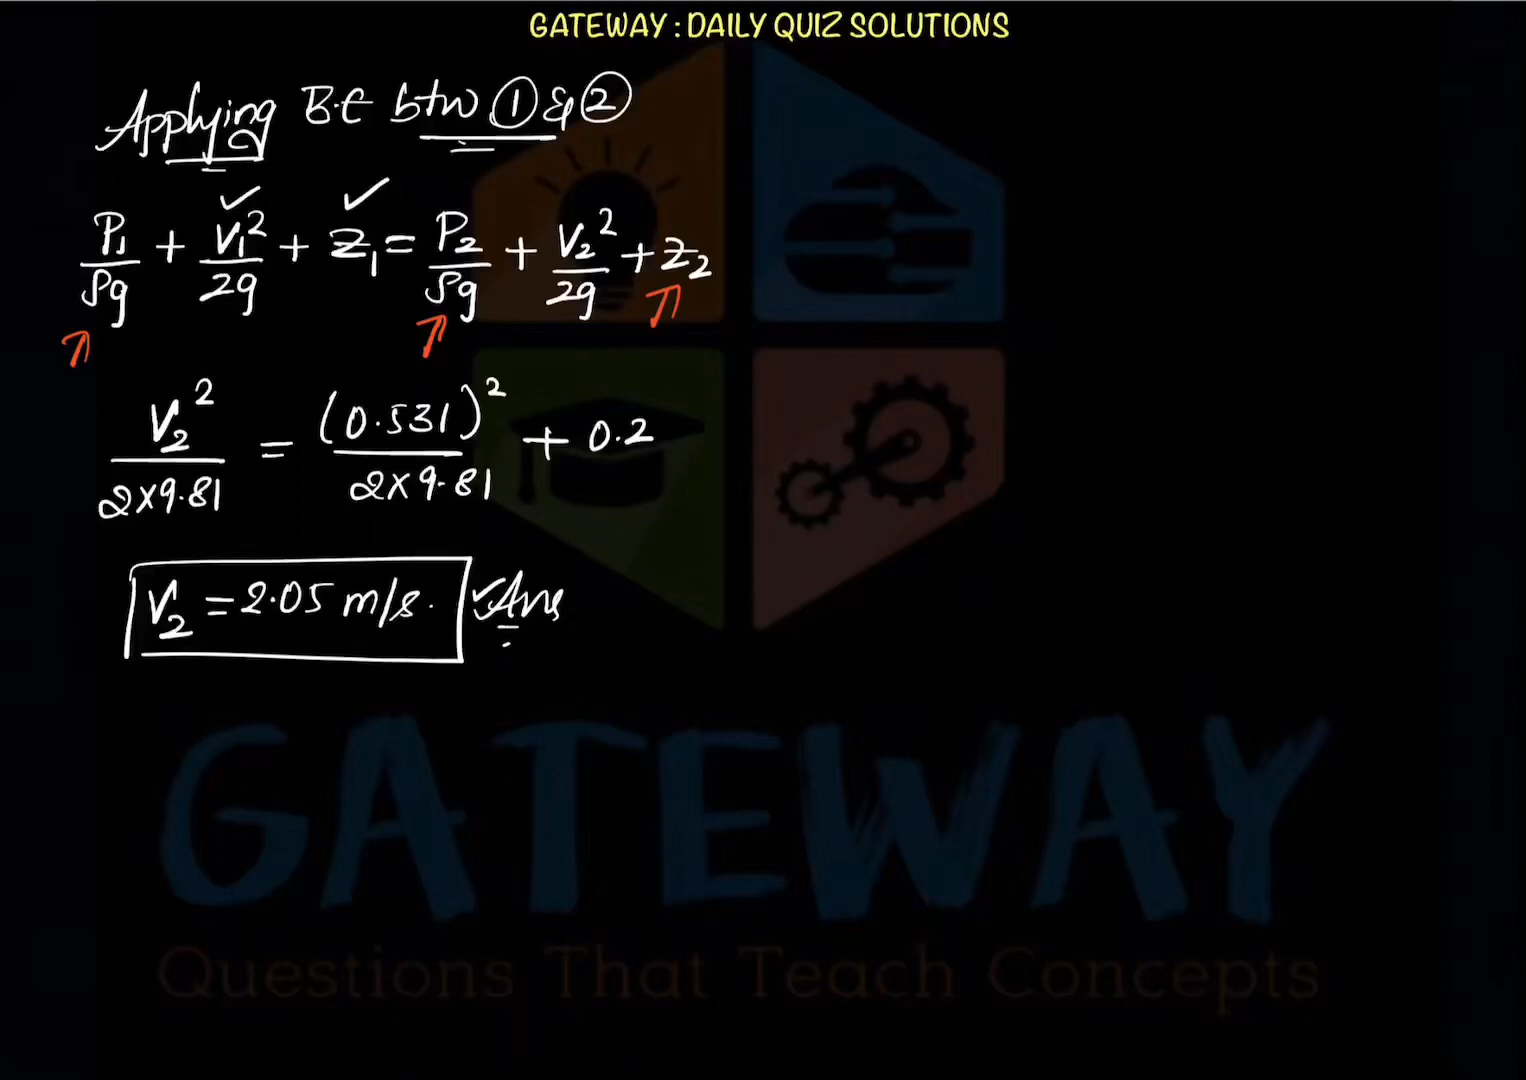 GATEWAY : DAILY QUIZ SOLUTIONS
Applying B.E btw ① & ②
P₁/ρg + V₁²/2g + Z₁ = P₂/ρg + V₂²/2g + Z₂
V₂²/2×9.81 = (0.531)²/2×9.81 + 0.2
V₂ = 2.05 m/s. Ans
GATEWAY
Questions That Teach Concepts